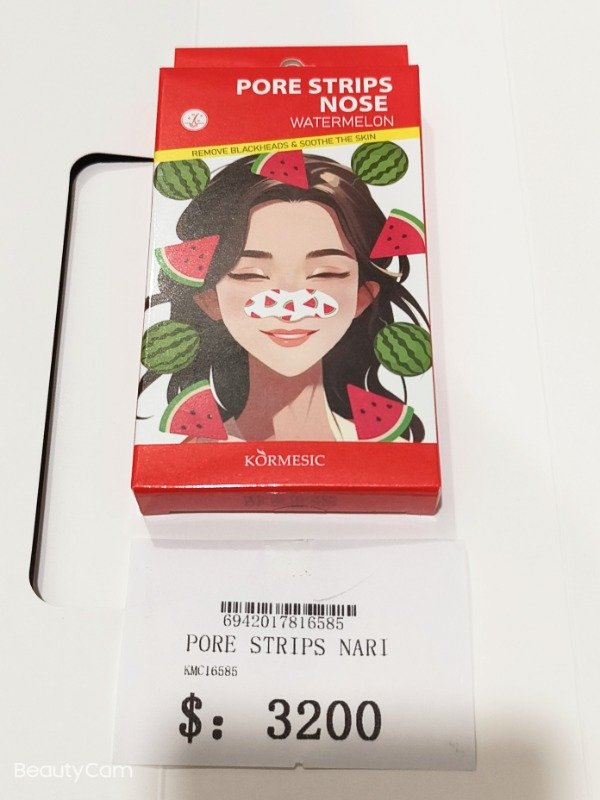 PORE STRIPS
NOSE
WATERMELON
REMOVE BLACKHEADS & SOOTHE THE SKIN
KORMESIC
6942017816585
PORE STRIPS NARI
KMC16585
$: 3200
BeautyCam